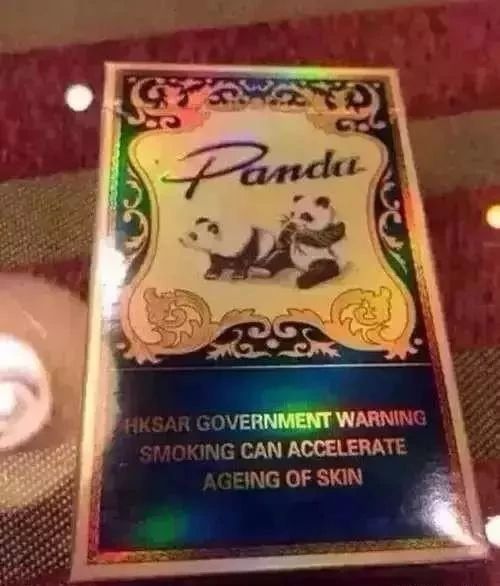 Panda
HKSAR GOVERNMENT WARNING
SMOKING CAN ACCELERATE
AGEING OF SKIN